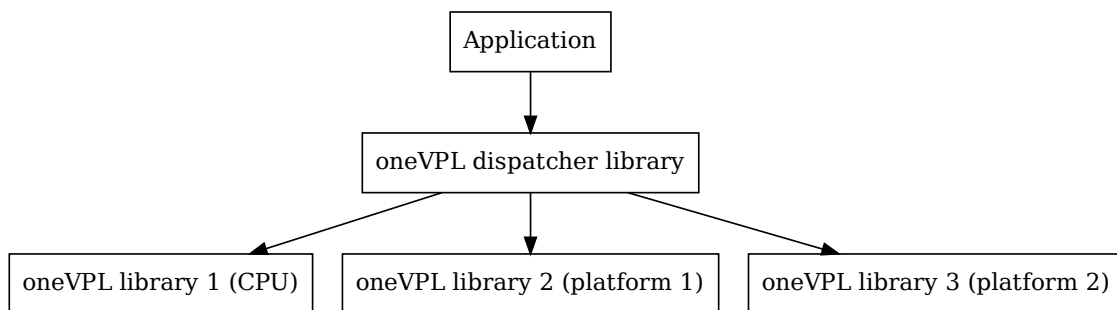 Application
oneVPL dispatcher library
oneVPL library 1 (CPU)
oneVPL library 2 (platform 1)
oneVPL library 3 (platform 2)